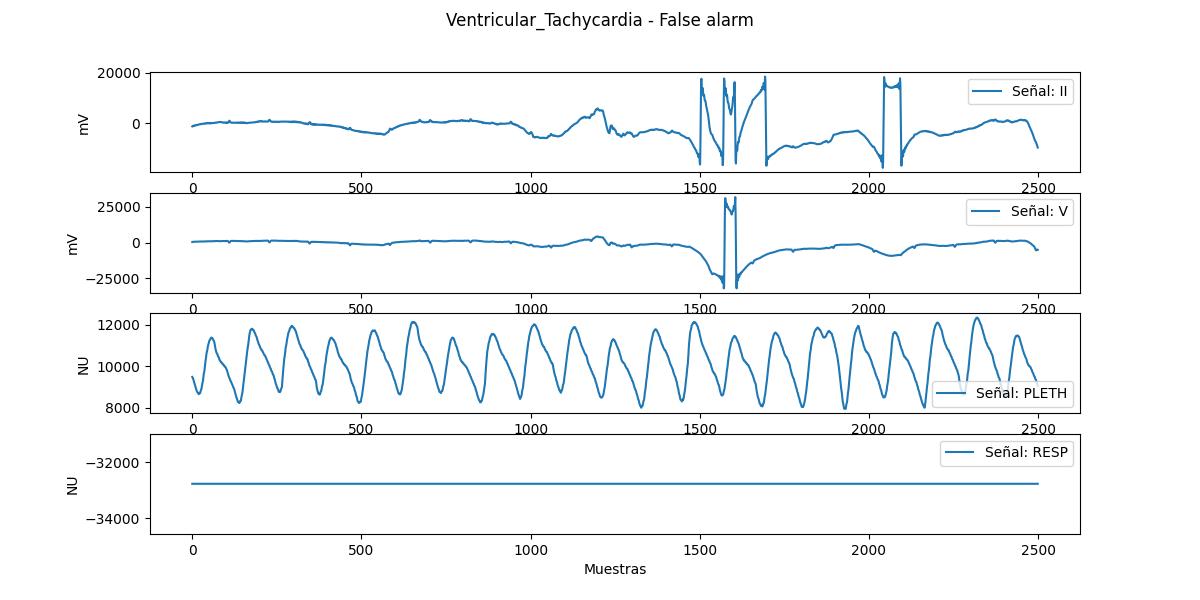 Ventricular_Tachycardia - False alarm
20000
0
mV
Señal: II
0 500 1000 1500 2000 2500
25000
0
−25000
mV
Señal: V
0 500 1000 1500 2000 2500
12000
10000
8000
NU
Señal: PLETH
0 500 1000 1500 2000 2500
−32000
−34000
NU
Señal: RESP
0 500 1000 1500 2000 2500
Muestras